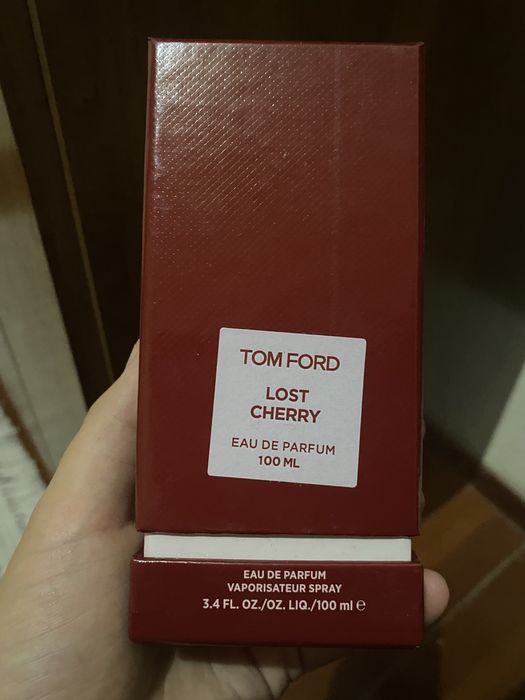 TOM FORD
LOST
CHERRY
EAU DE PARFUM
100 ML
EAU DE PARFUM
VAPORISATEUR SPRAY
3.4 FL. OZ./OZ. LIQ./100 ml ℮